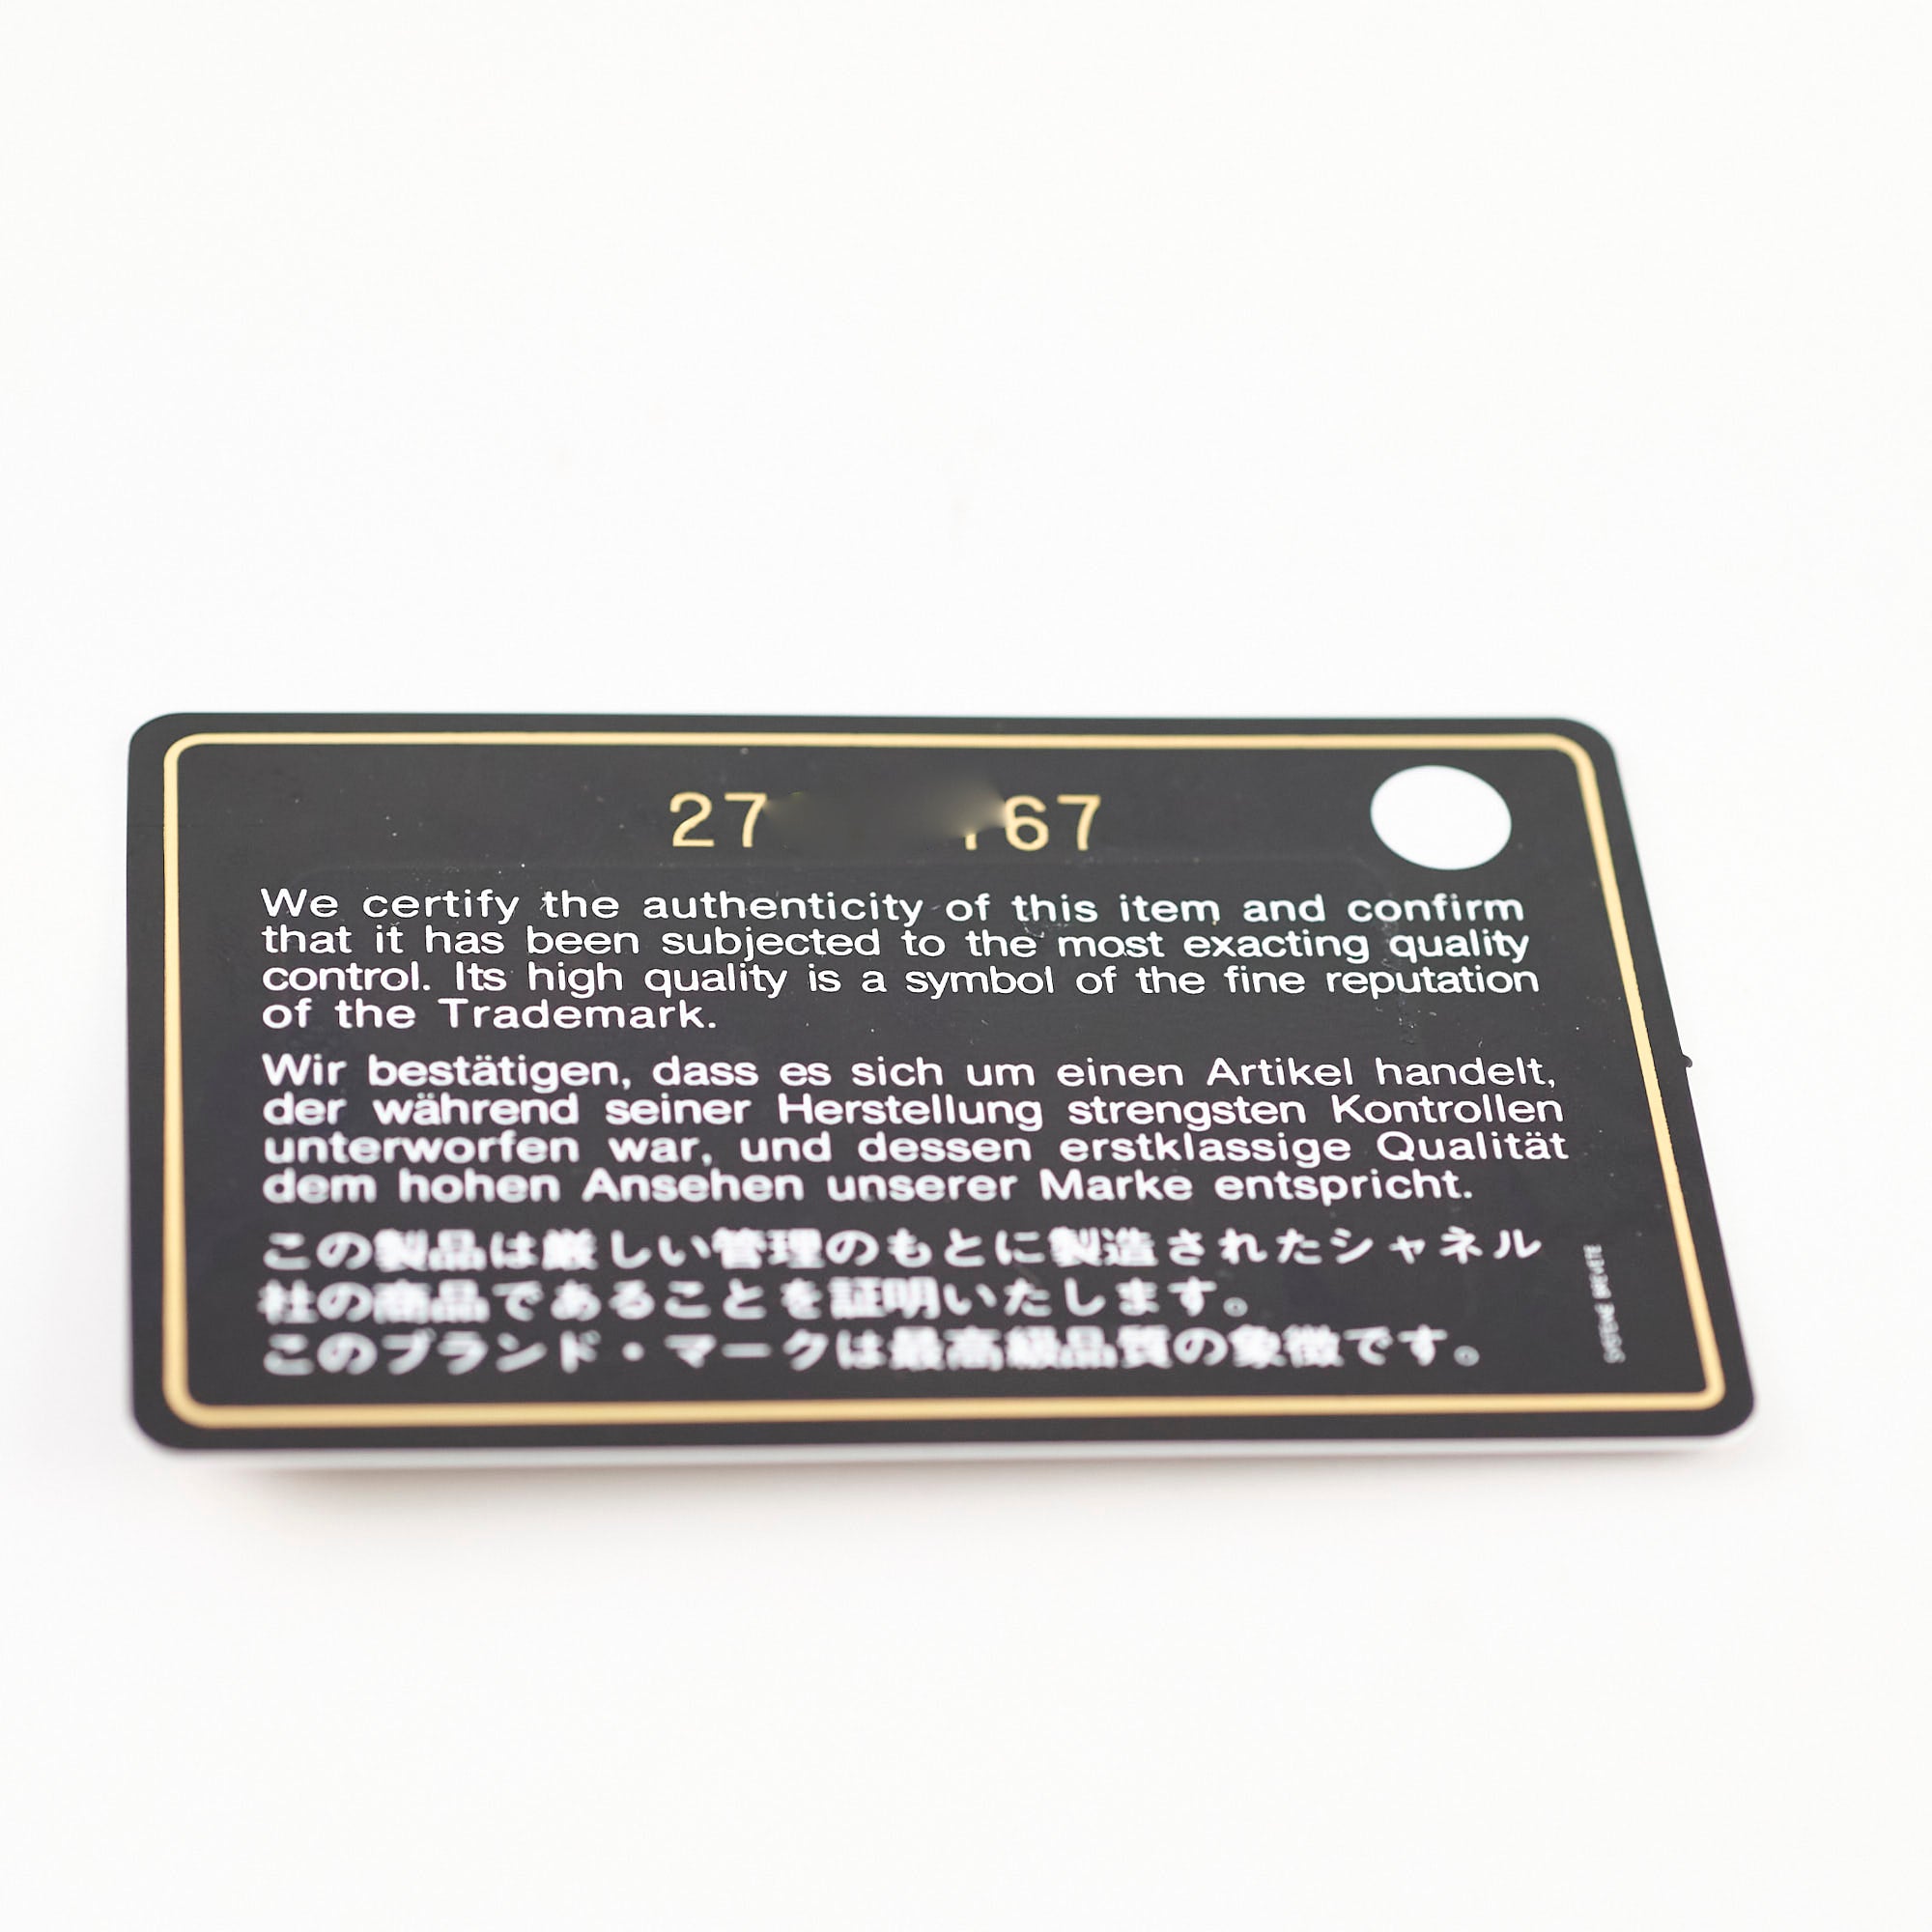 27 67
We certify the authenticity of this item and confirm
that it has been subjected to the most exacting quality
control. Its high quality is a symbol of the fine reputation
of the Trademark.
Wir bestätigen, dass es sich um einen Artikel handelt,
der während seiner Herstellung strengsten Kontrollen
unterworfen war, und dessen erstklassige Qualität
dem hohen Ansehen unserer Marke entspricht.
この製品は厳しい管理のもとに製造されたシャネル
社の商品であることを証明いたします。
このブランド・マークは最高級品質の象徴です。
SYSTEME BREVETE